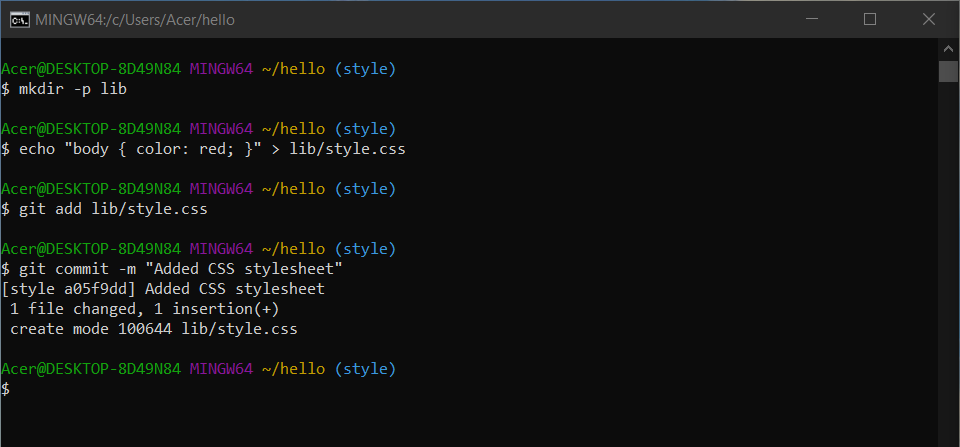 MINGW64:/c/Users/Acer/hello
Acer@DESKTOP-8D49N84 MINGW64 ~/hello (style)
$ mkdir -p lib
Acer@DESKTOP-8D49N84 MINGW64 ~/hello (style)
$ echo "body { color: red; }" > lib/style.css
Acer@DESKTOP-8D49N84 MINGW64 ~/hello (style)
$ git add lib/style.css
Acer@DESKTOP-8D49N84 MINGW64 ~/hello (style)
$ git commit -m "Added CSS stylesheet"
[style a05f9dd] Added CSS stylesheet
 1 file changed, 1 insertion(+)
 create mode 100644 lib/style.css
Acer@DESKTOP-8D49N84 MINGW64 ~/hello (style)
$